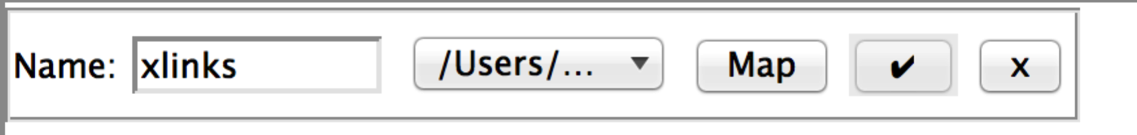 Name: xlinks /Users/... Map ✔ x